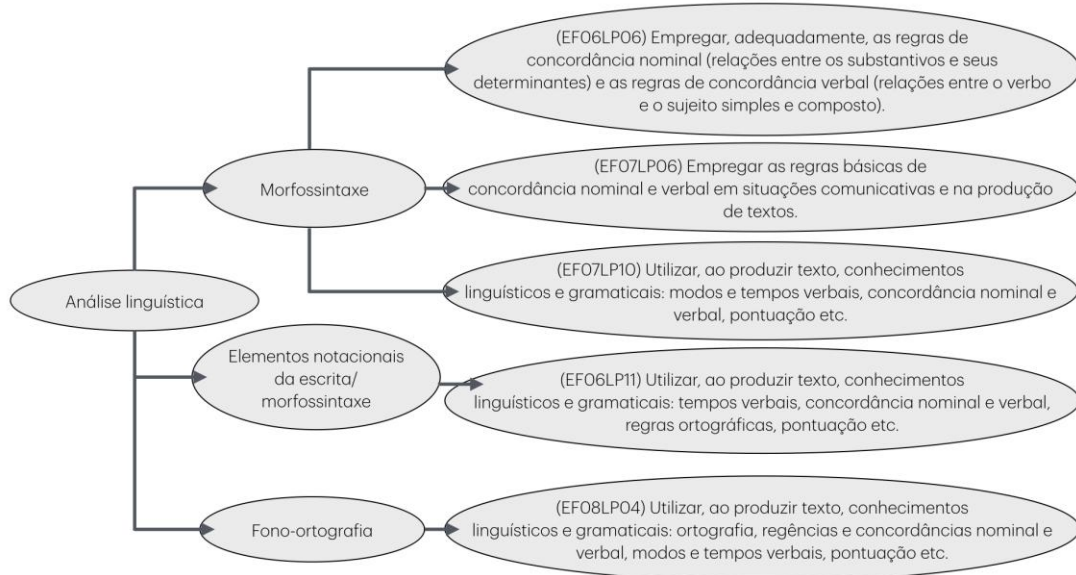 (EF06LP06) Empregar, adequadamente, as regras de
concordância nominal (relações entre os substantivos e seus
determinantes) e as regras de concordância verbal (relações entre o verbo
e o sujeito simples e composto).
Morfossintaxe
(EF07LP06) Empregar as regras básicas de
concordância nominal e verbal em situações comunicativas e na produção
de textos.
(EF07LP10) Utilizar, ao produzir texto, conhecimentos
linguísticos e gramaticais: modos e tempos verbais, concordância nominal e
verbal, pontuação etc.
Análise linguística
Elementos notacionais
da escrita/
morfossintaxe
(EF06LP11) Utilizar, ao produzir texto, conhecimentos
linguísticos e gramaticais: tempos verbais, concordância nominal e verbal,
regras ortográficas, pontuação etc.
Fono-ortografia
(EF08LP04) Utilizar, ao produzir texto, conhecimentos
linguísticos e gramaticais: ortografia, regências e concordâncias nominal e
verbal, modos e tempos verbais, pontuação etc.